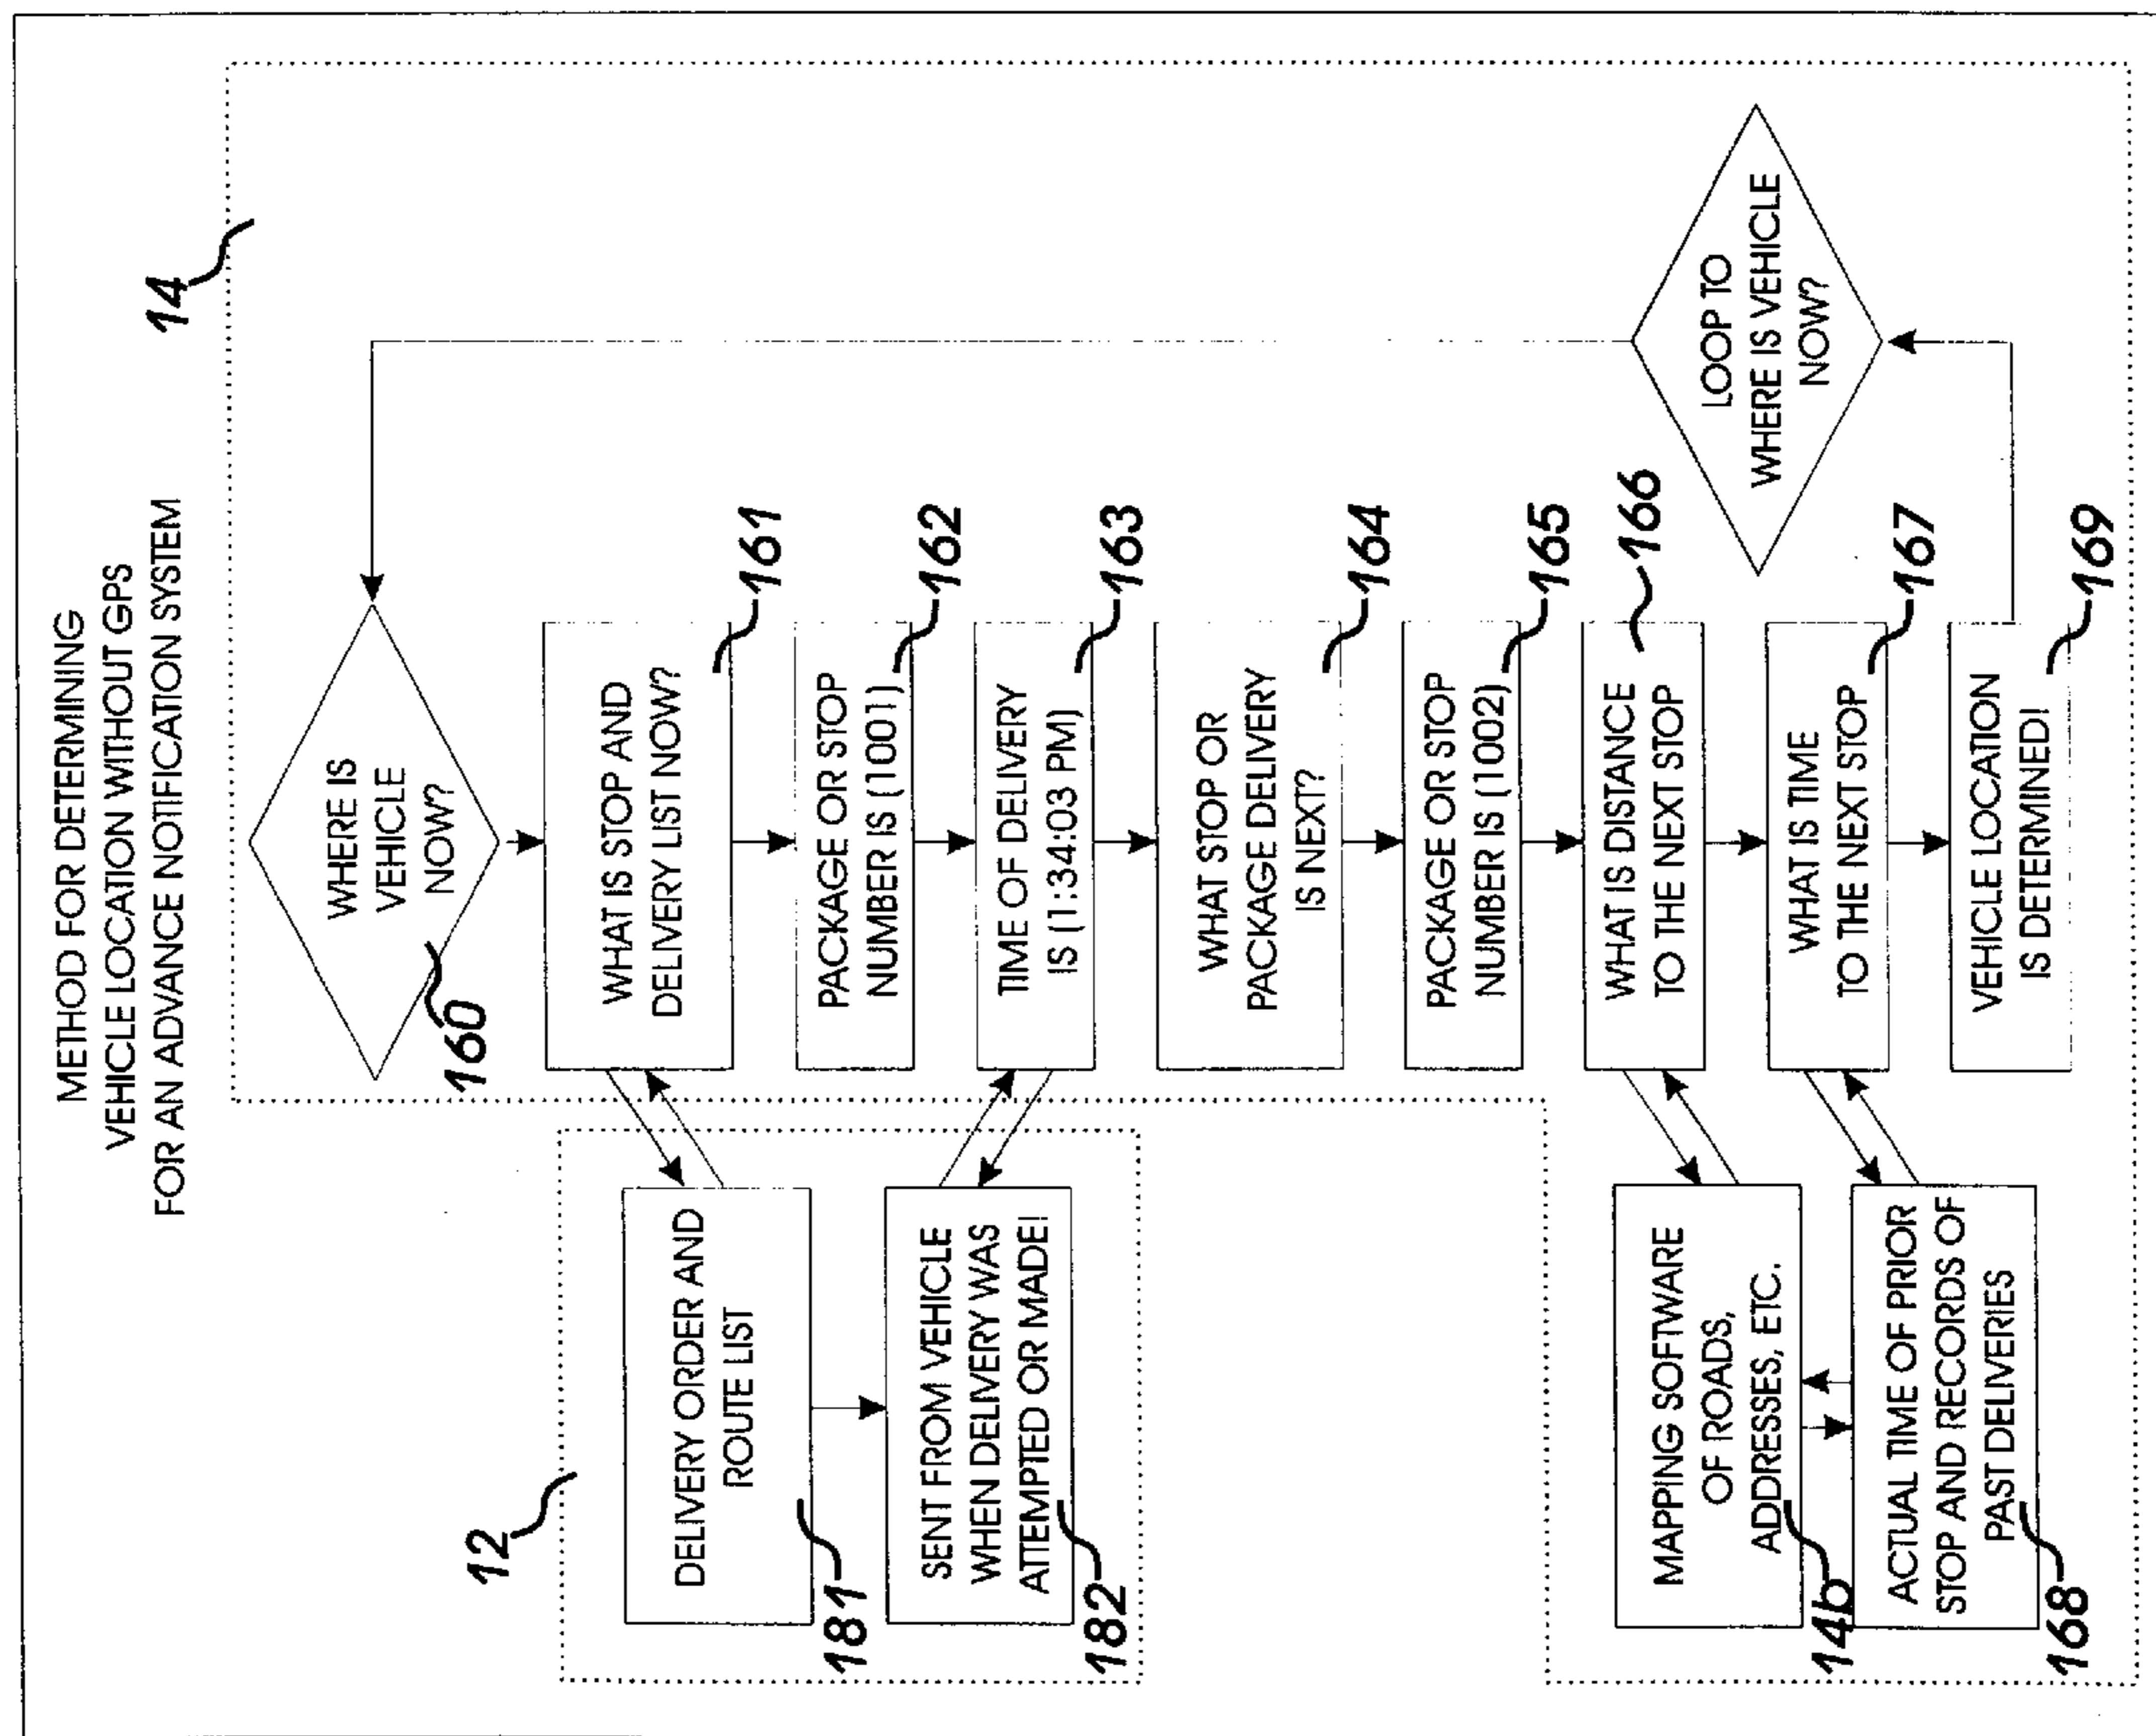 METHOD FOR DETERMINING
VEHICLE LOCATION WITHOUT GPS
FOR AN ADVANCE NOTIFICATION SYSTEM
14
WHERE IS
VEHICLE
NOW?
160
WHAT IS STOP AND
DELIVERY LIST NOW?
161
PACKAGE OR STOP
NUMBER IS (1001)
162
TIME OF DELIVERY
IS (1:34:03 PM)
163
WHAT STOP OR
PACKAGE DELIVERY
IS NEXT?
164
PACKAGE OR STOP
NUMBER IS (1002)
165
WHAT IS DISTANCE
TO THE NEXT STOP
166
WHAT IS TIME
TO THE NEXT STOP
167
VEHICLE LOCATION
IS DETERMINED!
169
LOOP TO
WHERE IS VEHICLE
NOW?
12
DELIVERY ORDER AND
ROUTE LIST
181
SENT FROM VEHICLE
WHEN DELIVERY WAS
ATTEMPTED OR MADE!
182
MAPPING SOFTWARE
OF ROADS,
ADDRESSES, ETC.
14b
ACTUAL TIME OF PRIOR
STOP AND RECORDS OF
PAST DELIVERIES
168